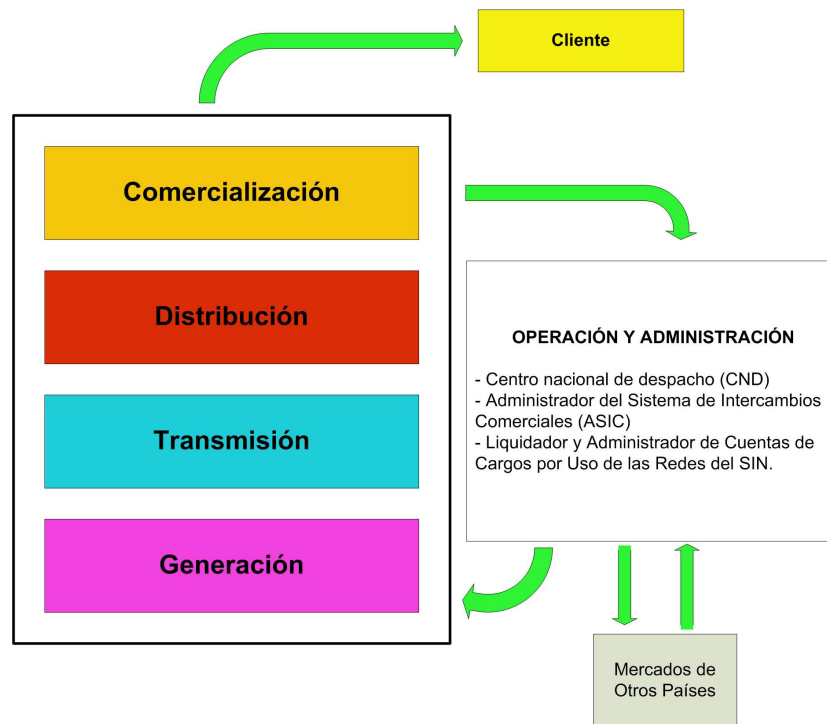 Cliente
Comercialización
Distribución
Transmisión
Generación
OPERACIÓN Y ADMINISTRACIÓN
- Centro nacional de despacho (CND)
- Administrador del Sistema de Intercambios
Comerciales (ASIC)
- Liquidador y Administrador de Cuentas de
Cargos por Uso de las Redes del SIN.
Mercados de
Otros Países